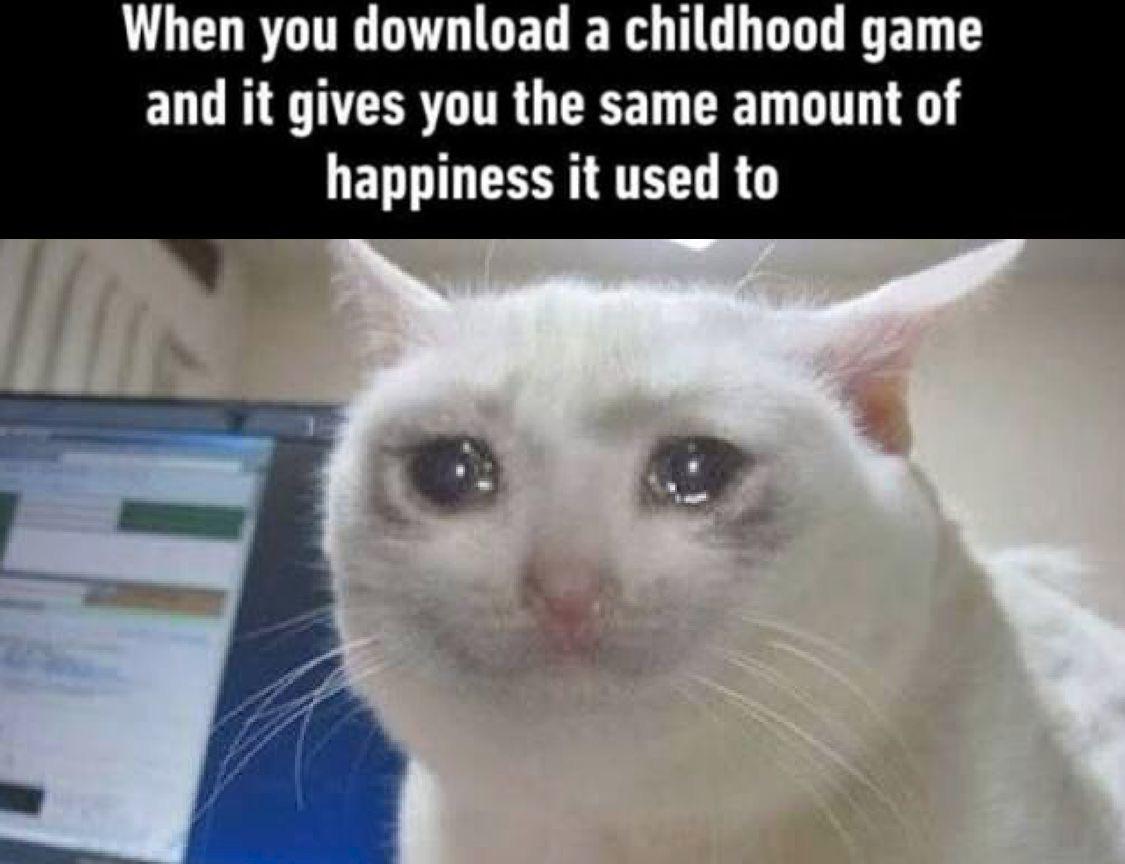 When you download a childhood game
and it gives you the same amount of
happiness it used to